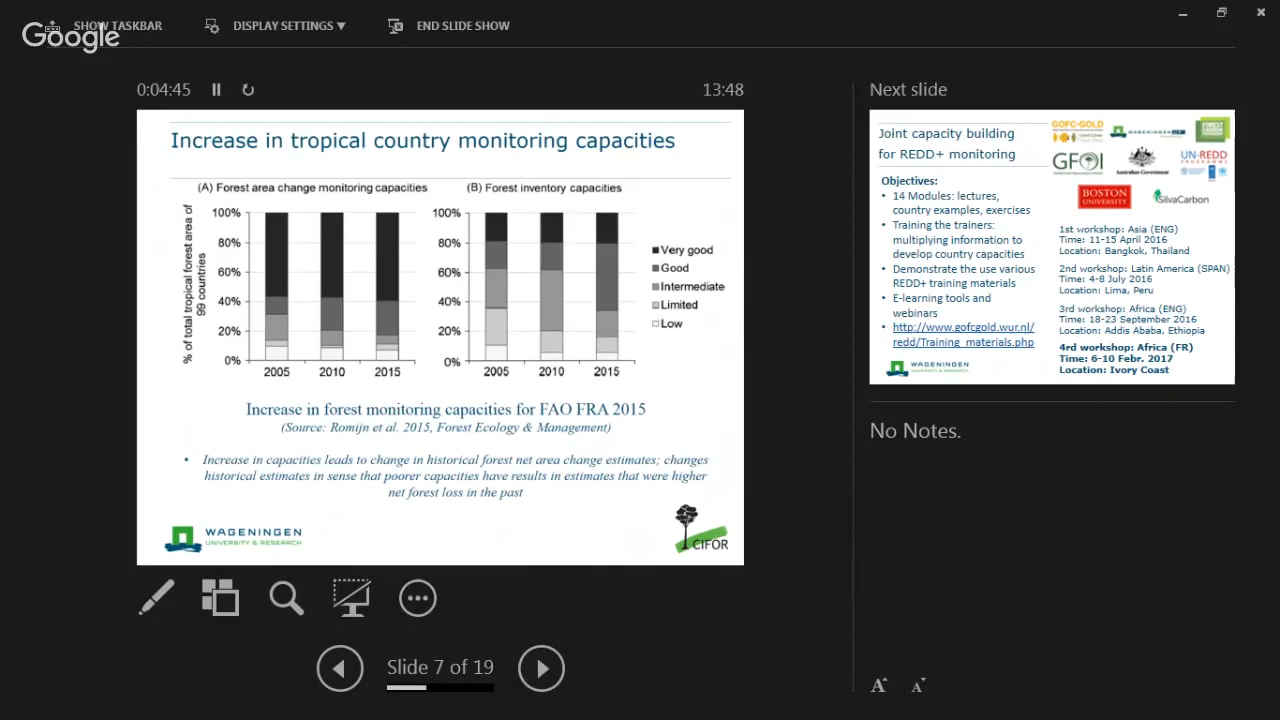 Google
SHOW TASKBAR
DISPLAY SETTINGS ▼
END SLIDE SHOW
0:04:45
13:48
Increase in tropical country monitoring capacities
(A) Forest area change monitoring capacities
(B) Forest inventory capacities
% of total tropical forest area of
99 countries
100%
80%
60%
40%
20%
0%
2005
2010
2015
100%
80%
60%
40%
20%
0%
2005
2010
2015
Very good
Good
Intermediate
Limited
Low
Increase in forest monitoring capacities for FAO FRA 2015
(Source: Romijn et al. 2015, Forest Ecology & Management)
• Increase in capacities leads to change in historical forest net area change estimates; changes
historical estimates in sense that poorer capacities have results in estimates that were higher
net forest loss in the past
WAGENINGEN
UNIVERSITY & RESEARCH
CIFOR
Slide 7 of 19
Next slide
Joint capacity building
for REDD+ monitoring
GOFC-GOLD
WAGENINGEN UR
FOREST
CARBON
GFOI
Australian Government
UN-REDD
PROGRAMME
BOSTON
UNIVERSITY
SilvaCarbon
Objectives:
• 14 Modules: lectures,
country examples, exercises
• Training the trainers:
multiplying information to
develop country capacities
• Demonstrate the use various
REDD+ training materials
• E-learning tools and
webinars
• http://www.gofcgold.wur.nl/
redd/Training_materials.php
WAGENINGEN
1st workshop: Asia (ENG)
Time: 11-15 April 2016
Location: Bangkok, Thailand
2nd workshop: Latin America (SPAN)
Time: 4-8 July 2016
Location: Lima, Peru
3rd workshop: Africa (ENG)
Time: 18-23 September 2016
Location: Addis Ababa, Ethiopia
4rd workshop: Africa (FR)
Time: 6-10 Febr. 2017
Location: Ivory Coast
No Notes.
A
A